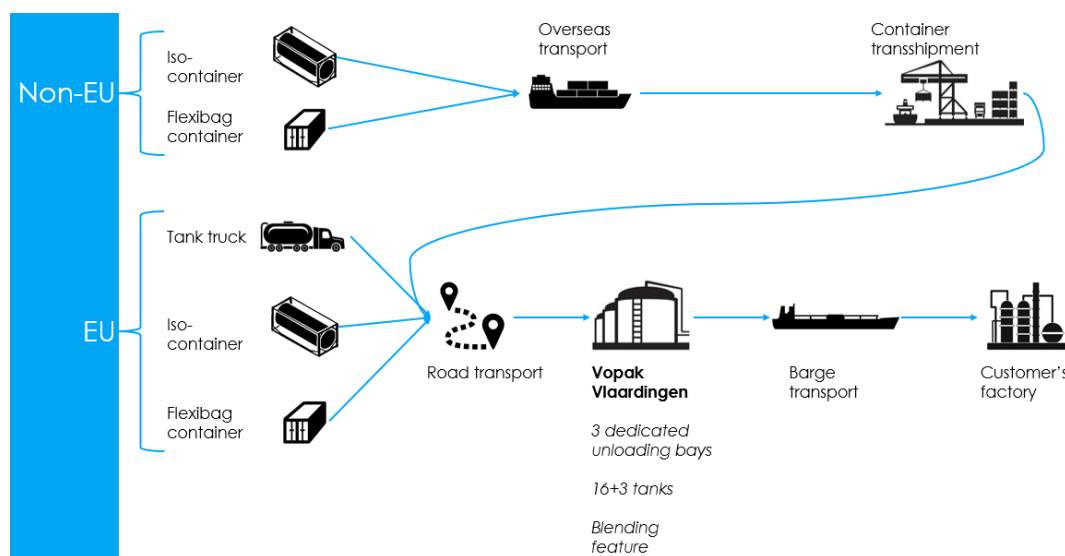 Non-EU
Iso-
container
Flexibag
container
Overseas
transport
Container
transshipment
EU
Tank truck
Iso-
container
Flexibag
container
Road transport
Vopak
Vlaardingen
3 dedicated
unloading bays
16+3 tanks
Blending
feature
Barge
transport
Customer's
factory